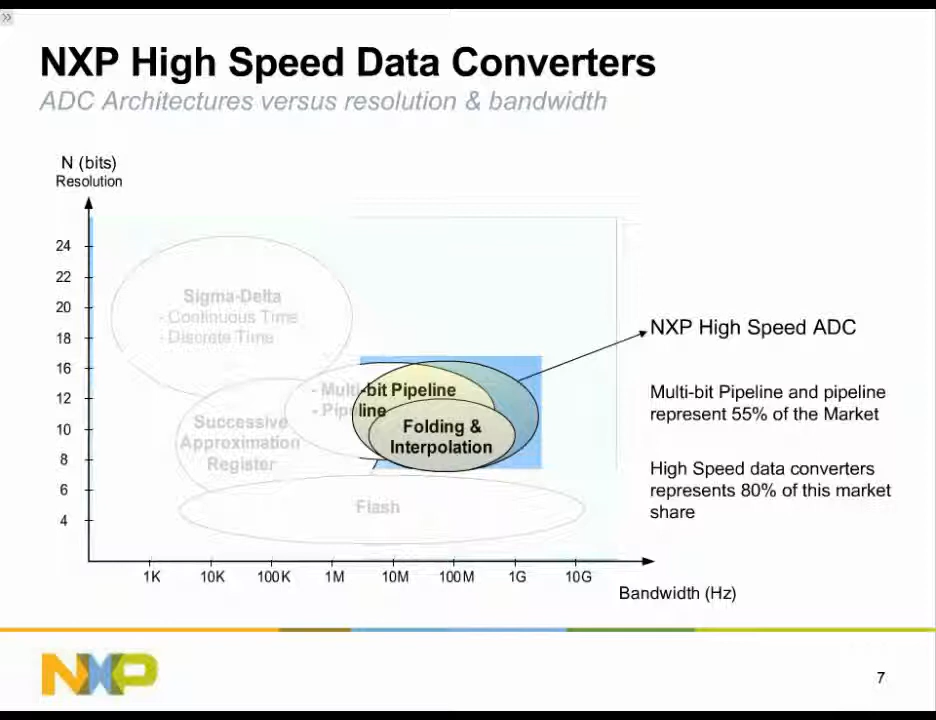 »
NXP High Speed Data Converters
ADC Architectures versus resolution & bandwidth
N (bits)
Resolution
24
22
20
18
16
12
10
8
6
4
Sigma-Delta
- Continuous Time
- Discrete Time
- Multi-bit Pipeline
- Pipeline
Successive
Approximation
Register
Folding &
Interpolation
Flash
1K 10K 100K 1M 10M 100M 1G 10G
Bandwidth (Hz)
NXP High Speed ADC
Multi-bit Pipeline and pipeline
represent 55% of the Market
High Speed data converters
represents 80% of this market
share
NXP
7